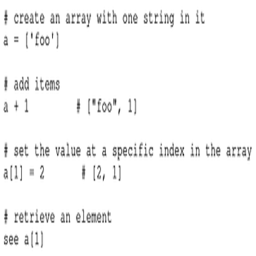 # create an array with one string in it
a = ['foo']
# add items
a + 1 # ["foo", 1]
# set the value at a specific index in the array
a[1] = 2 # [2, 1]
# retrieve an element
see a[1]